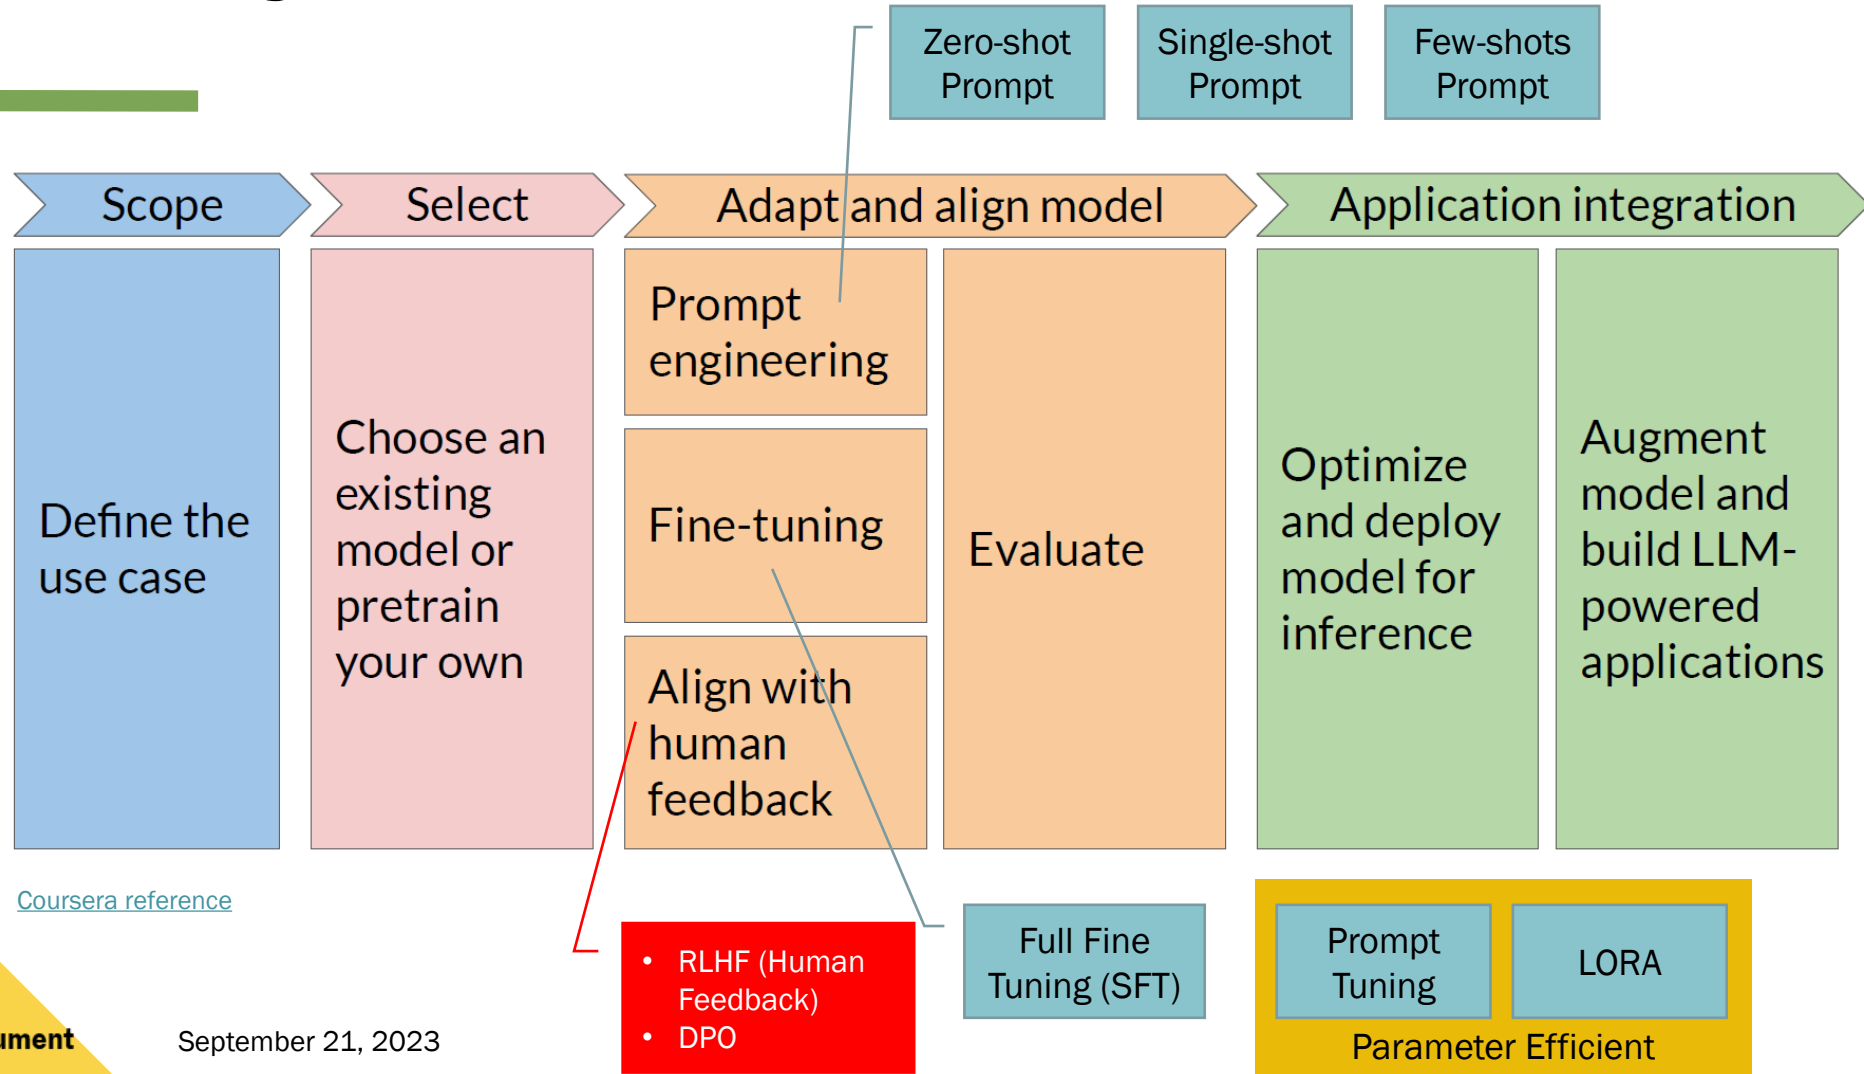 Zero-shot
Prompt
Single-shot
Prompt
Few-shots
Prompt
Scope
Select
Adapt and align model
Application integration
Define the
use case
Choose an
existing
model or
pretrain
your own
Prompt
engineering
Fine-tuning
Align with
human
feedback
Evaluate
Optimize
and deploy
model for
inference
Augment
model and
build LLM-
powered
applications
Coursera reference
• RLHF (Human
Feedback)
• DPO
Full Fine
Tuning (SFT)
Prompt
Tuning
LORA
Parameter Efficient
September 21, 2023